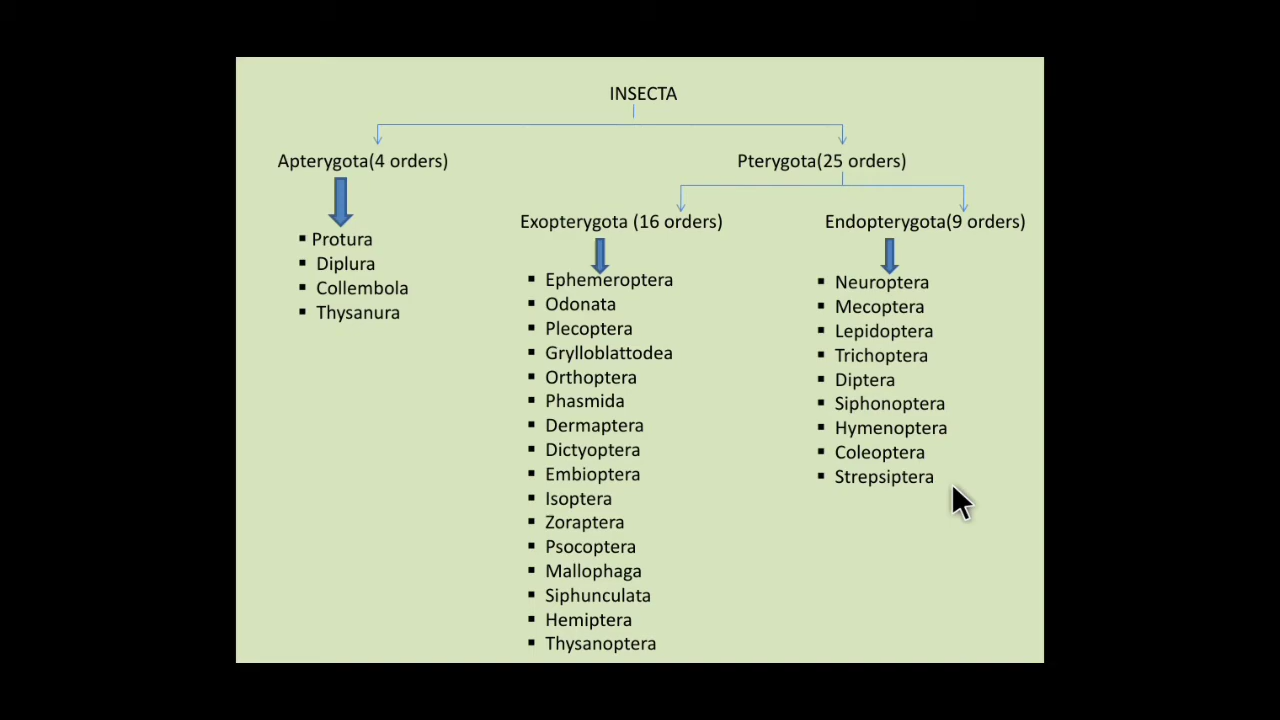 INSECTA
Apterygota(4 orders)
Pterygota(25 orders)
Exopterygota (16 orders)
Endopterygota(9 orders)
▪ Protura
▪ Diplura
▪ Collembola
▪ Thysanura
▪ Ephemeroptera
▪ Odonata
▪ Plecoptera
▪ Grylloblattodea
▪ Orthoptera
▪ Phasmida
▪ Dermaptera
▪ Dictyoptera
▪ Embioptera
▪ Isoptera
▪ Zoraptera
▪ Psocoptera
▪ Mallophaga
▪ Siphunculata
▪ Hemiptera
▪ Thysanoptera
▪ Neuroptera
▪ Mecoptera
▪ Lepidoptera
▪ Trichoptera
▪ Diptera
▪ Siphonoptera
▪ Hymenoptera
▪ Coleoptera
▪ Strepsiptera